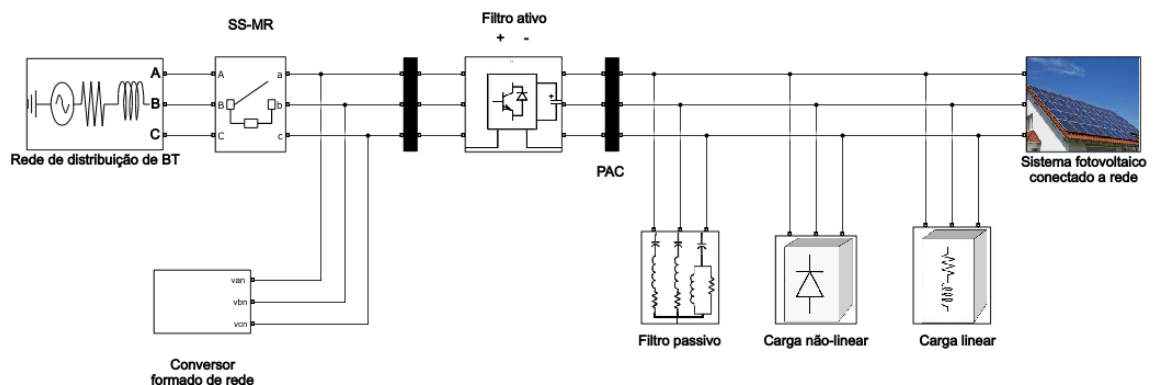 SS-MR
Filtro ativo
+ -
A
B
C
A
B
C
a
b
c
+
Rede de distribuição de BT
PAC
Sistema fotovoltaico
conectado a rede
van
vbn
vcn
Conversor
formado de rede
Filtro passivo
Carga não-linear
Carga linear